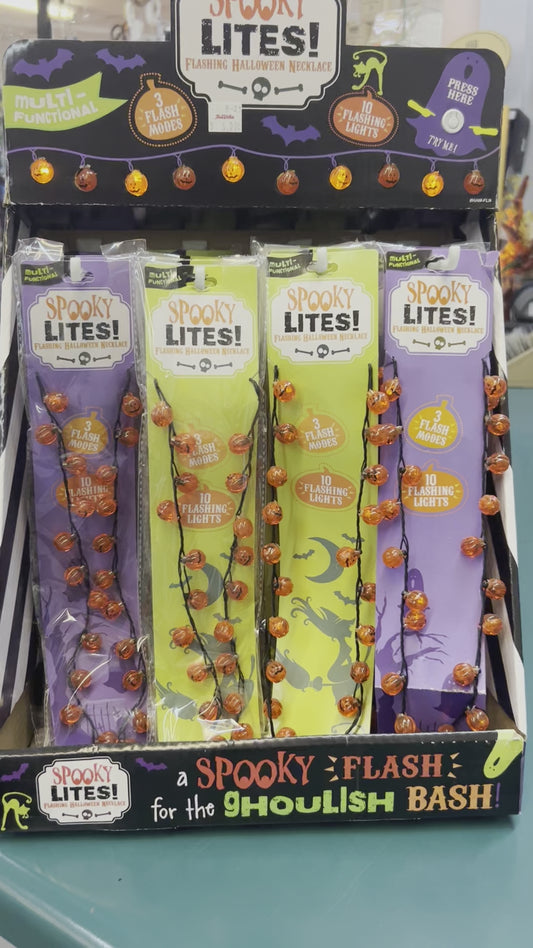 SPOOKY
LITES!
FLASHING HALLOWEEN NECKLACE
MULTI-
FUNCTIONAL
3
FLASH
MODES
10
FLASHING
LIGHTS
PRESS
HERE
TRY ME!
MULTI-
FUNCTIONAL
SPOOKY
LITES!
FLASHING HALLOWEEN NECKLACE
3
FLASH
MODES
10
FLASHING
MULTI-
FUNCTIONAL
SPOOKY
LITES!
FLASHING HALLOWEEN NECKLACE
3
FLASH
MODES
10
FLASHING
LIGHTS
MULTI-
FUNCTIONAL
SPOOKY
LITES!
FLASHING HALLOWEEN NECKLACE
3
FLASH
MODES
10
FLASHING
LIGHTS
MULTI-
FUNCTIONAL
SPOOKY
LITES!
FLASHING HALLOWEEN NECKLACE
3
FLASH
MODES
10
FLASHING
LIGHTS
SPOOKY
LITES!
FLASHING HALLOWEEN NECKLACE
a SPOOKY FLASH
for the GHOULISH BASH!